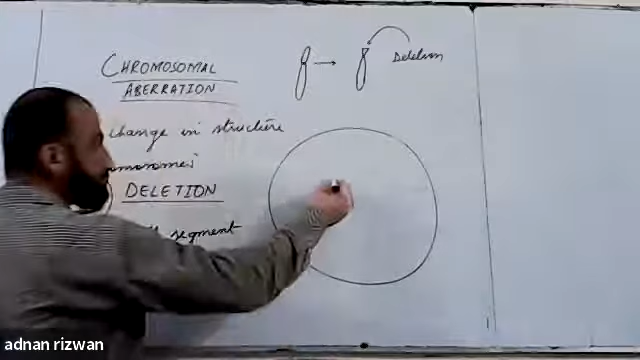 CHROMOSOMAL
ABERRATION
Deletion
change in structure
DELETION
segment
adnan rizwan